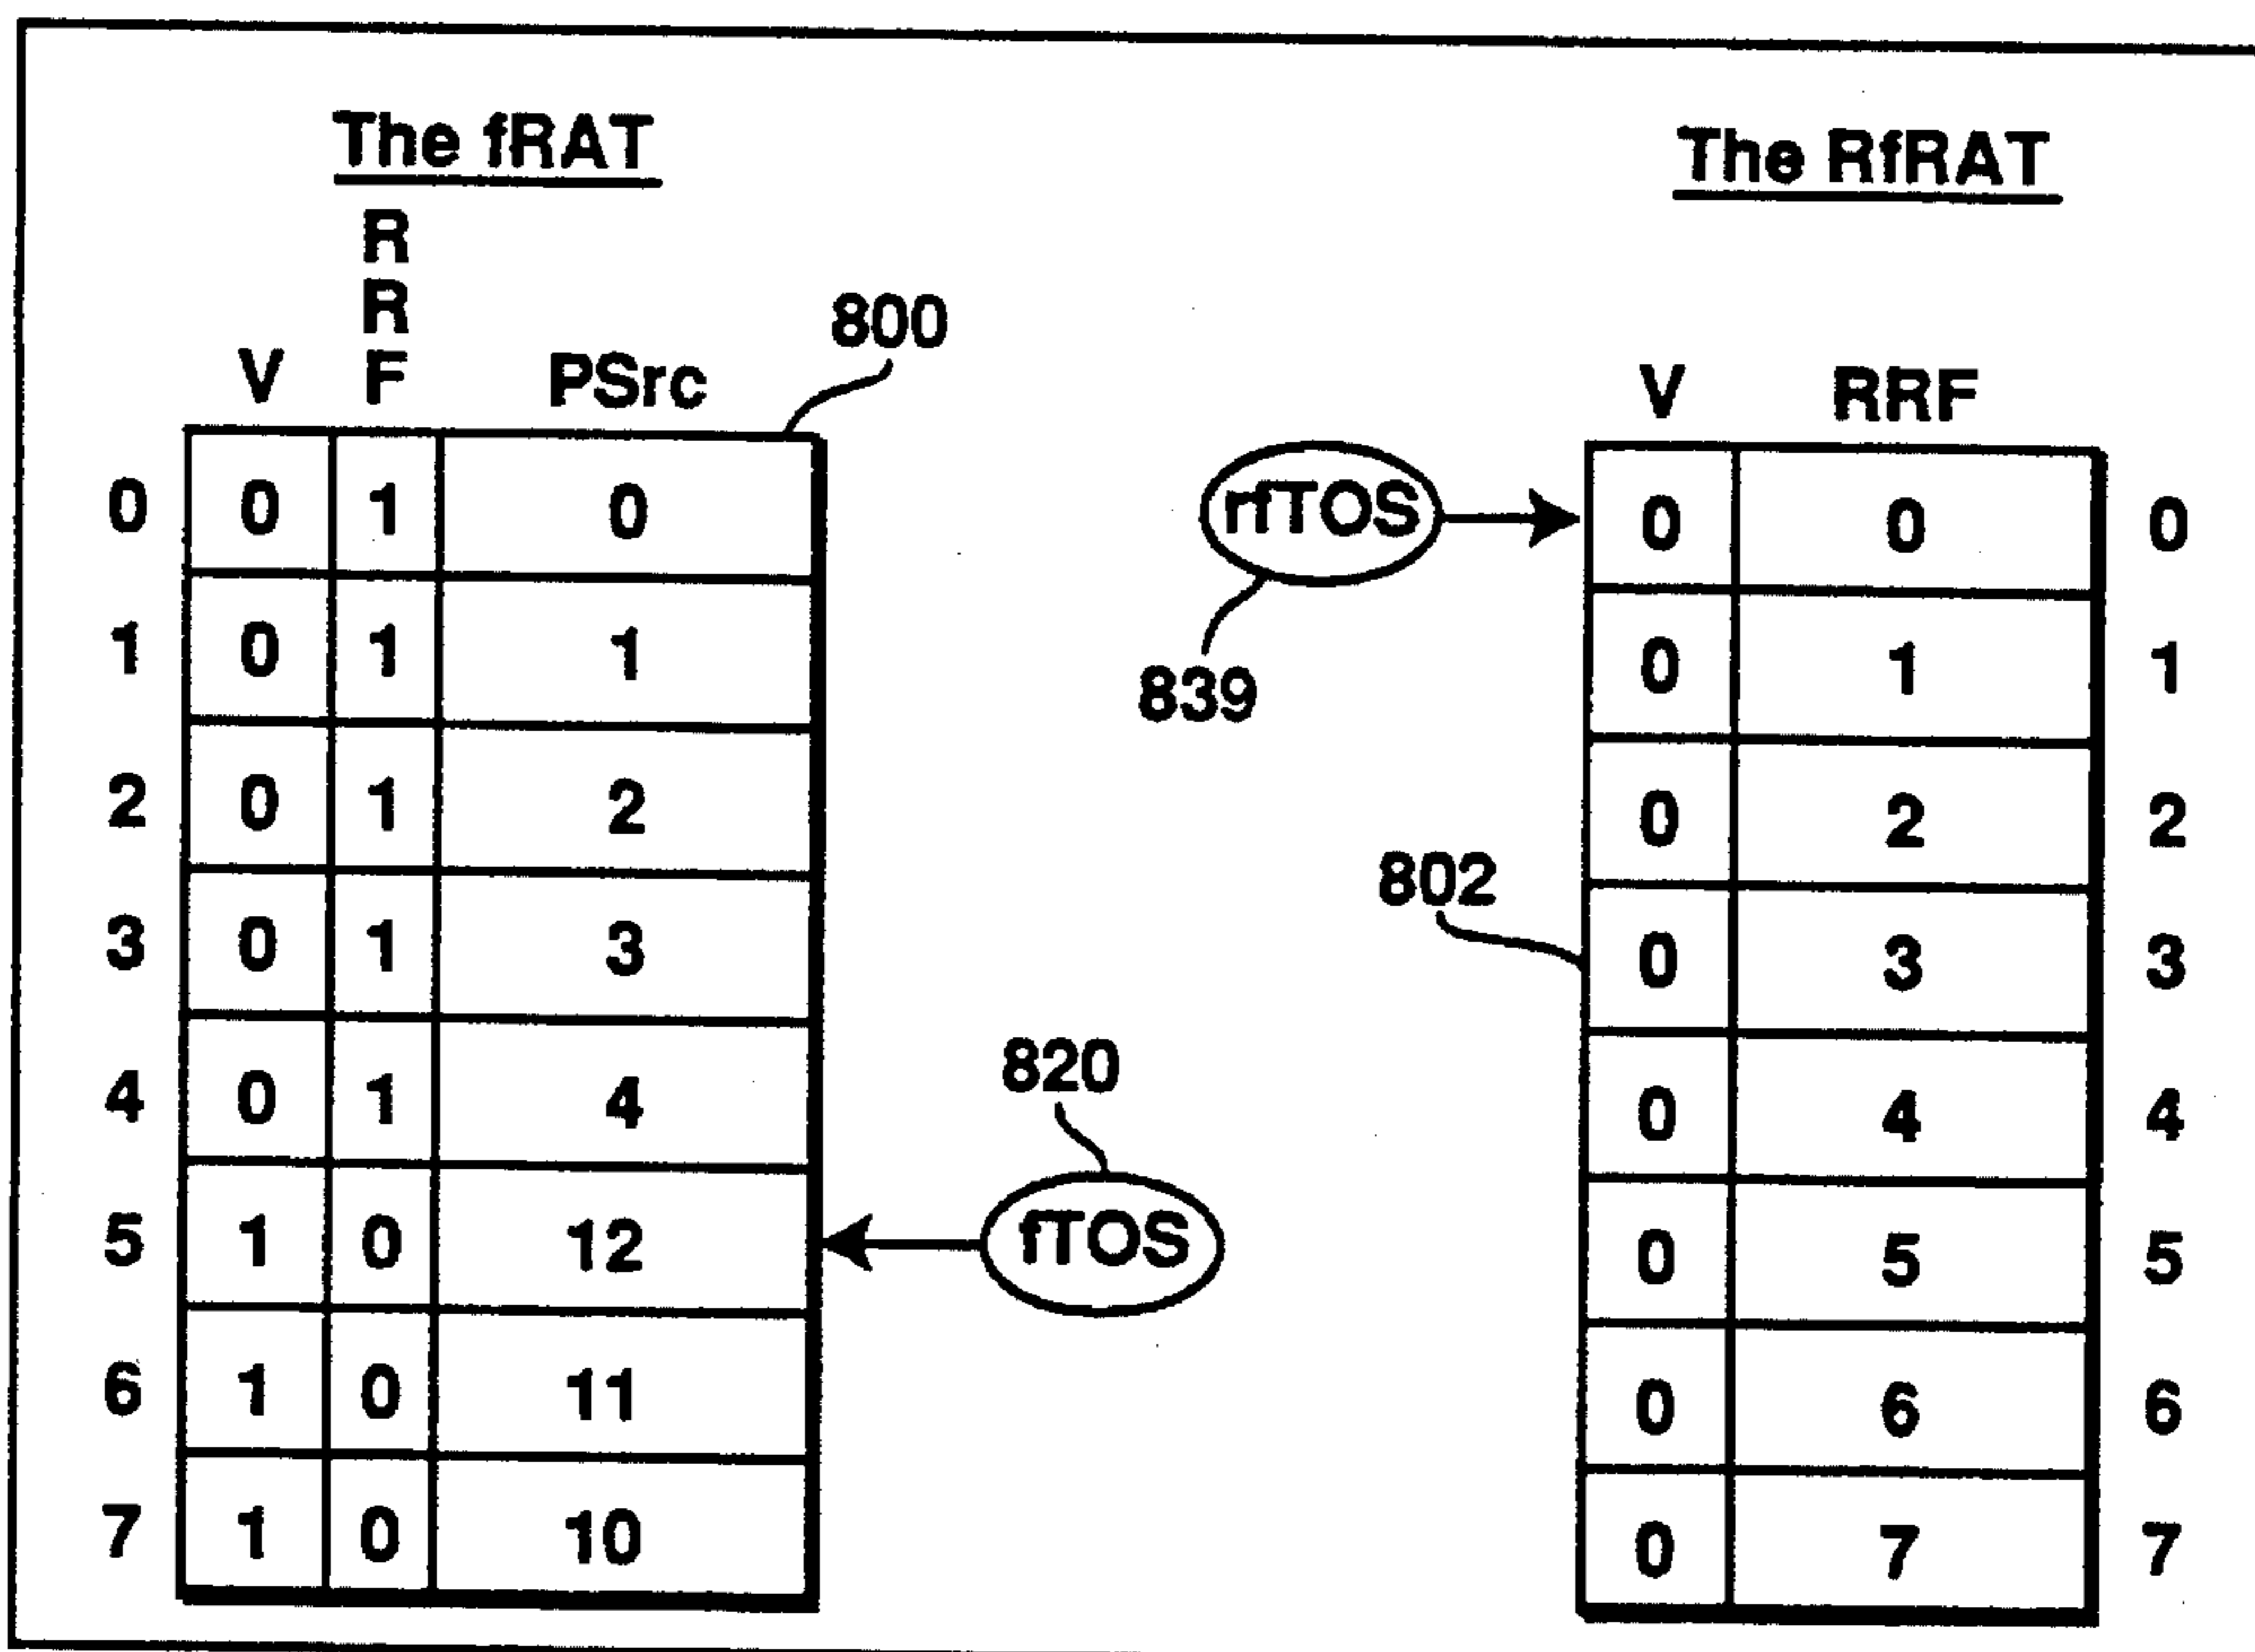 The fRAT
R
R
V F PSrc
800
0 0 1 0
1 0 1 1
2 0 1 2
3 0 1 3
4 0 1 4
5 1 0 12
6 1 0 11
7 1 0 10
820
fTOS
The RfRAT
V RRF
rfTOS
839
802
0 0 0
0 1 1
0 2 2
0 3 3
0 4 4
0 5 5
0 6 6
0 7 7